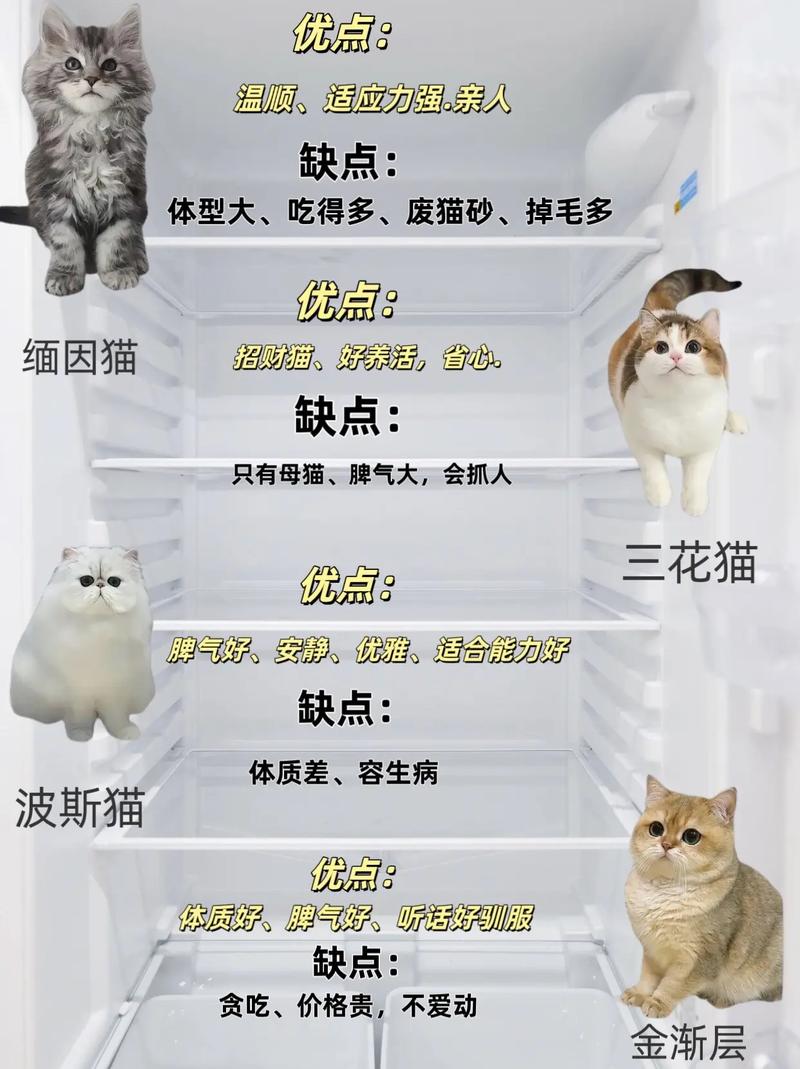 优点：
温顺、适应力强.亲人
缺点：
体型大、吃得多、废猫砂、掉毛多
缅因猫
优点：
招财猫、好养活，省心.
缺点：
只有母猫、脾气大，会抓人
三花猫
优点：
脾气好、安静、优雅、适合能力好
缺点：
体质差、容生病
波斯猫
优点：
体质好、脾气好、听话好驯服
缺点：
贪吃、价格贵，不爱动
金渐层